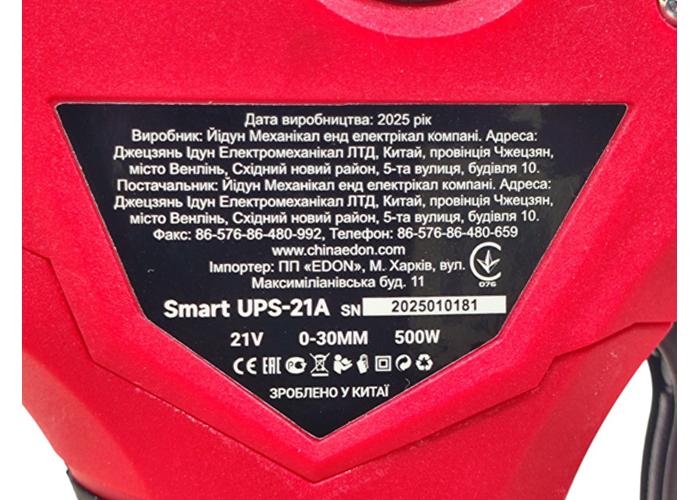 Дата виробництва: 2025 рік
Виробник: Йідун Механікал енд електрікал компані. Адреса:
Джецзянь Ідун Електромеханікал ЛТД, Китай, провінція Чжецзян,
місто Венлінь, Східний новий район, 5-та вулиця, будівля 10.
Постачальник: Йідун Механікал енд електрікал компані. Адреса:
Джецзянь Ідун Електромеханікал ЛТД, Китай, провінція Чжецзян,
місто Венлінь, Східний новий район, 5-та вулиця, будівля 10.
Факс: 86-576-86-480-992, Телефон: 86-576-86-480-659
www.chinaedon.com
Імпортер: ПП «EDON», М. Харків, вул.
Максиміліанівська буд. 11
076
Smart UPS-21A SN 2025010181
21V 0-30MM 500W
CE EAC
ЗРОБЛЕНО У КИТАЇ